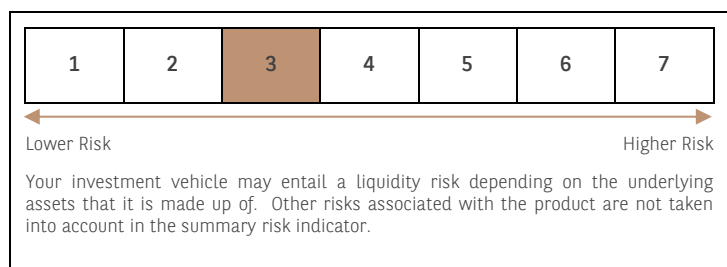 1 2 3 4 5 6 7
Lower Risk Higher Risk
Your investment vehicle may entail a liquidity risk depending on the underlying
assets that it is made up of. Other risks associated with the product are not taken
into account in the summary risk indicator.